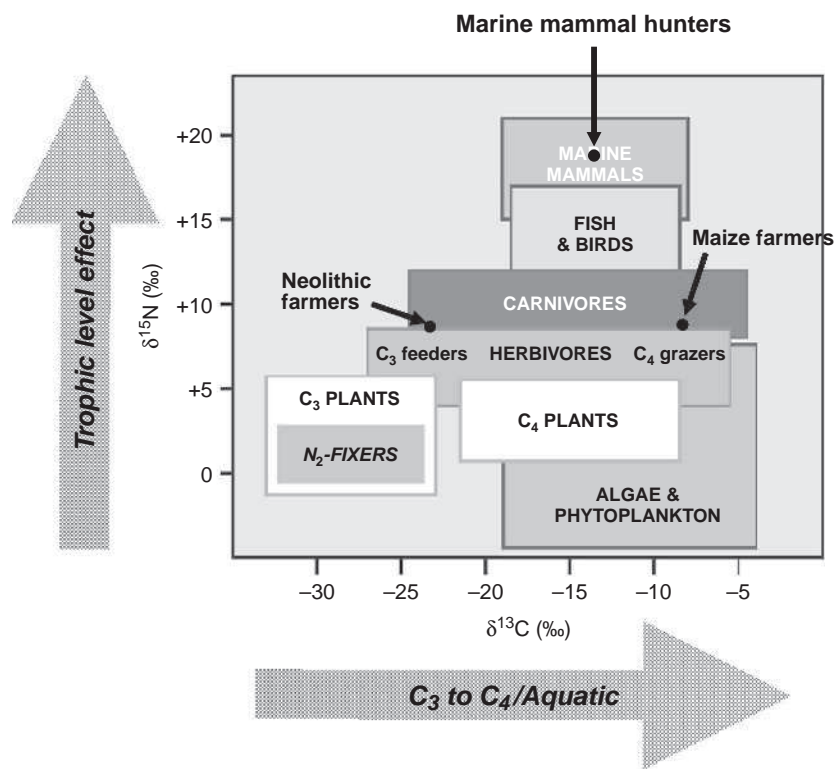 Marine mammal hunters
+20
+15
+10
+5
0
δ¹⁵N (‰)
Trophic level effect
MARINE
MAMMALS
FISH
& BIRDS
Maize farmers
Neolithic
farmers
CARNIVORES
C₃ feeders HERBIVORES C₄ grazers
C₃ PLANTS
N₂-FIXERS
C₄ PLANTS
ALGAE &
PHYTOPLANKTON
–30 –25 –20 –15 –10 –5
δ¹³C (‰)
C₃ to C₄/Aquatic